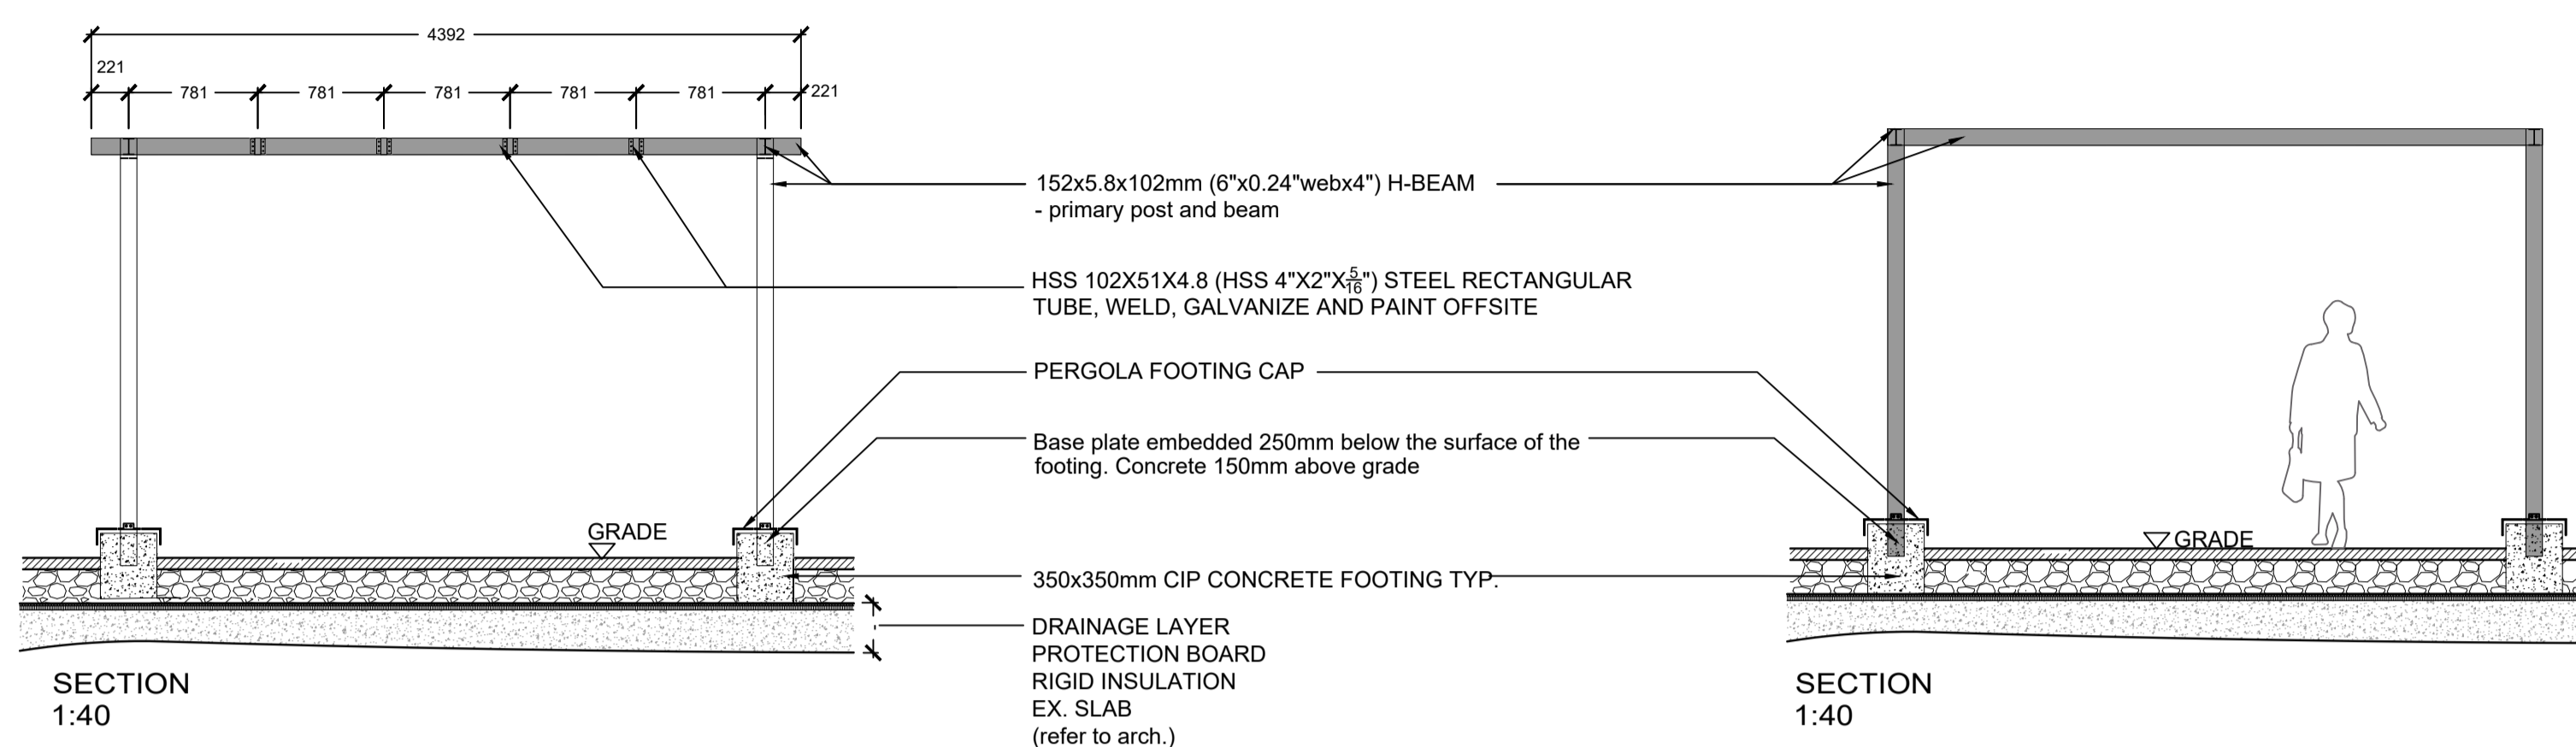 4392
221
781 781 781 781 781 221
152x5.8x102mm (6"x0.24"webx4") H-BEAM
- primary post and beam
HSS 102X51X4.8 (HSS 4"X2"X5/16") STEEL RECTANGULAR
TUBE, WELD, GALVANIZE AND PAINT OFFSITE
PERGOLA FOOTING CAP
Base plate embedded 250mm below the surface of the
footing. Concrete 150mm above grade
GRADE
GRADE
350x350mm CIP CONCRETE FOOTING TYP.
DRAINAGE LAYER
PROTECTION BOARD
RIGID INSULATION
EX. SLAB
(refer to arch.)
SECTION
1:40
SECTION
1:40